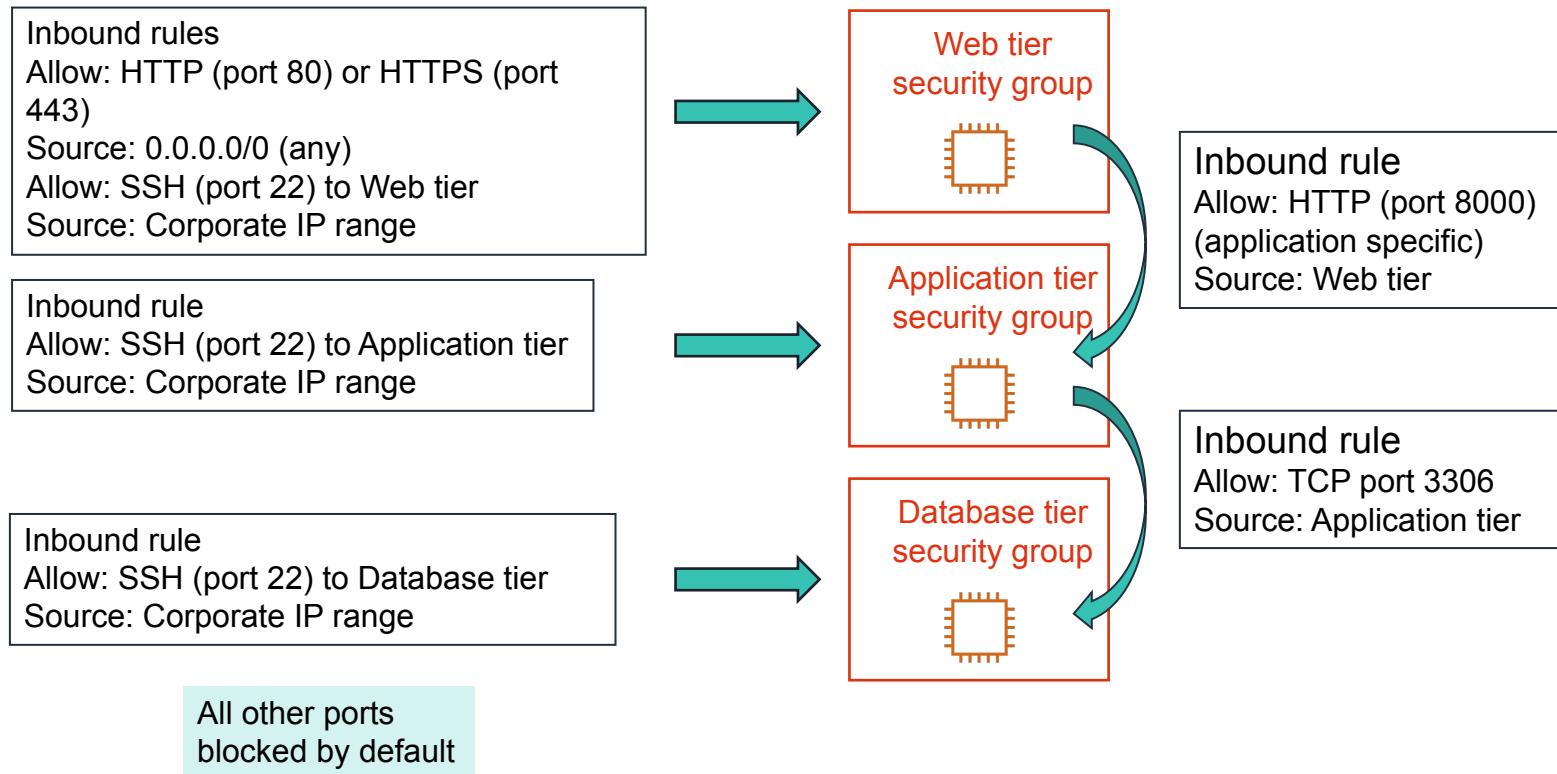 Inbound rules
Allow: HTTP (port 80) or HTTPS (port
443)
Source: 0.0.0.0/0 (any)
Allow: SSH (port 22) to Web tier
Source: Corporate IP range
Web tier
security group
Inbound rule
Allow: HTTP (port 8000)
(application specific)
Source: Web tier
Inbound rule
Allow: SSH (port 22) to Application tier
Source: Corporate IP range
Application tier
security group
Inbound rule
Allow: TCP port 3306
Source: Application tier
Inbound rule
Allow: SSH (port 22) to Database tier
Source: Corporate IP range
Database tier
security group
All other ports
blocked by default